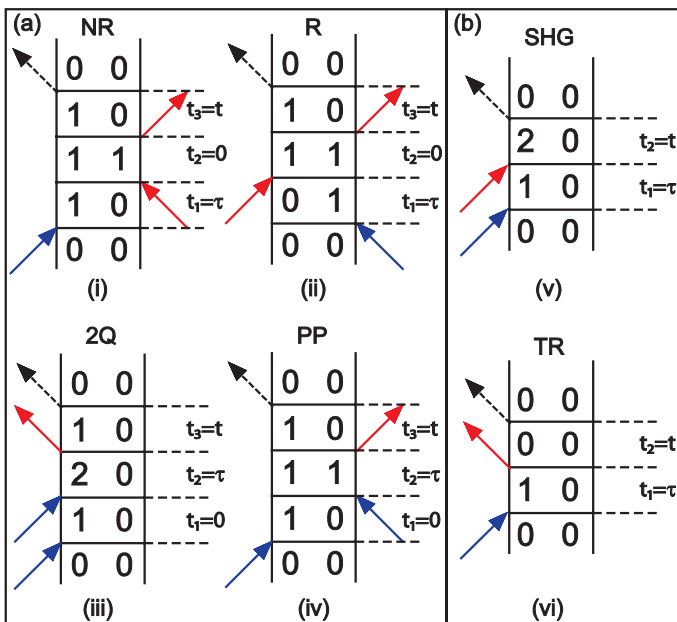 (a)
NR
0 0
1 0 t₃=t
1 1 t₂=0
1 0 t₁=τ
0 0
(i)
R
0 0
1 0 t₃=t
1 1 t₂=0
0 1 t₁=τ
0 0
(ii)
2Q
0 0
1 0 t₃=t
2 0 t₂=τ
1 0 t₁=0
0 0
(iii)
PP
0 0
1 0 t₃=t
1 1 t₂=τ
1 0 t₁=0
0 0
(iv)
(b)
SHG
0 0
2 0 t₂=t
1 0 t₁=τ
0 0
(v)
TR
0 0
0 0 t₂=t
1 0 t₁=τ
0 0
(vi)